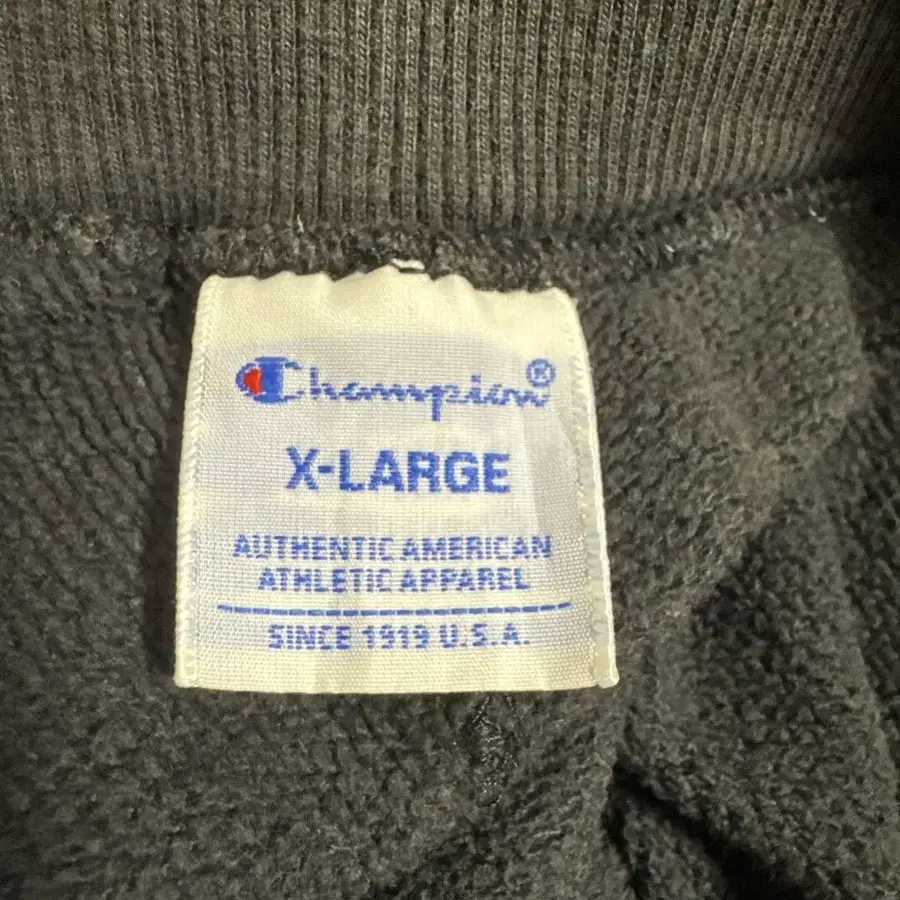 Champion®
X-LARGE
AUTHENTIC AMERICAN
ATHLETIC APPAREL
SINCE 1919 U.S.A.